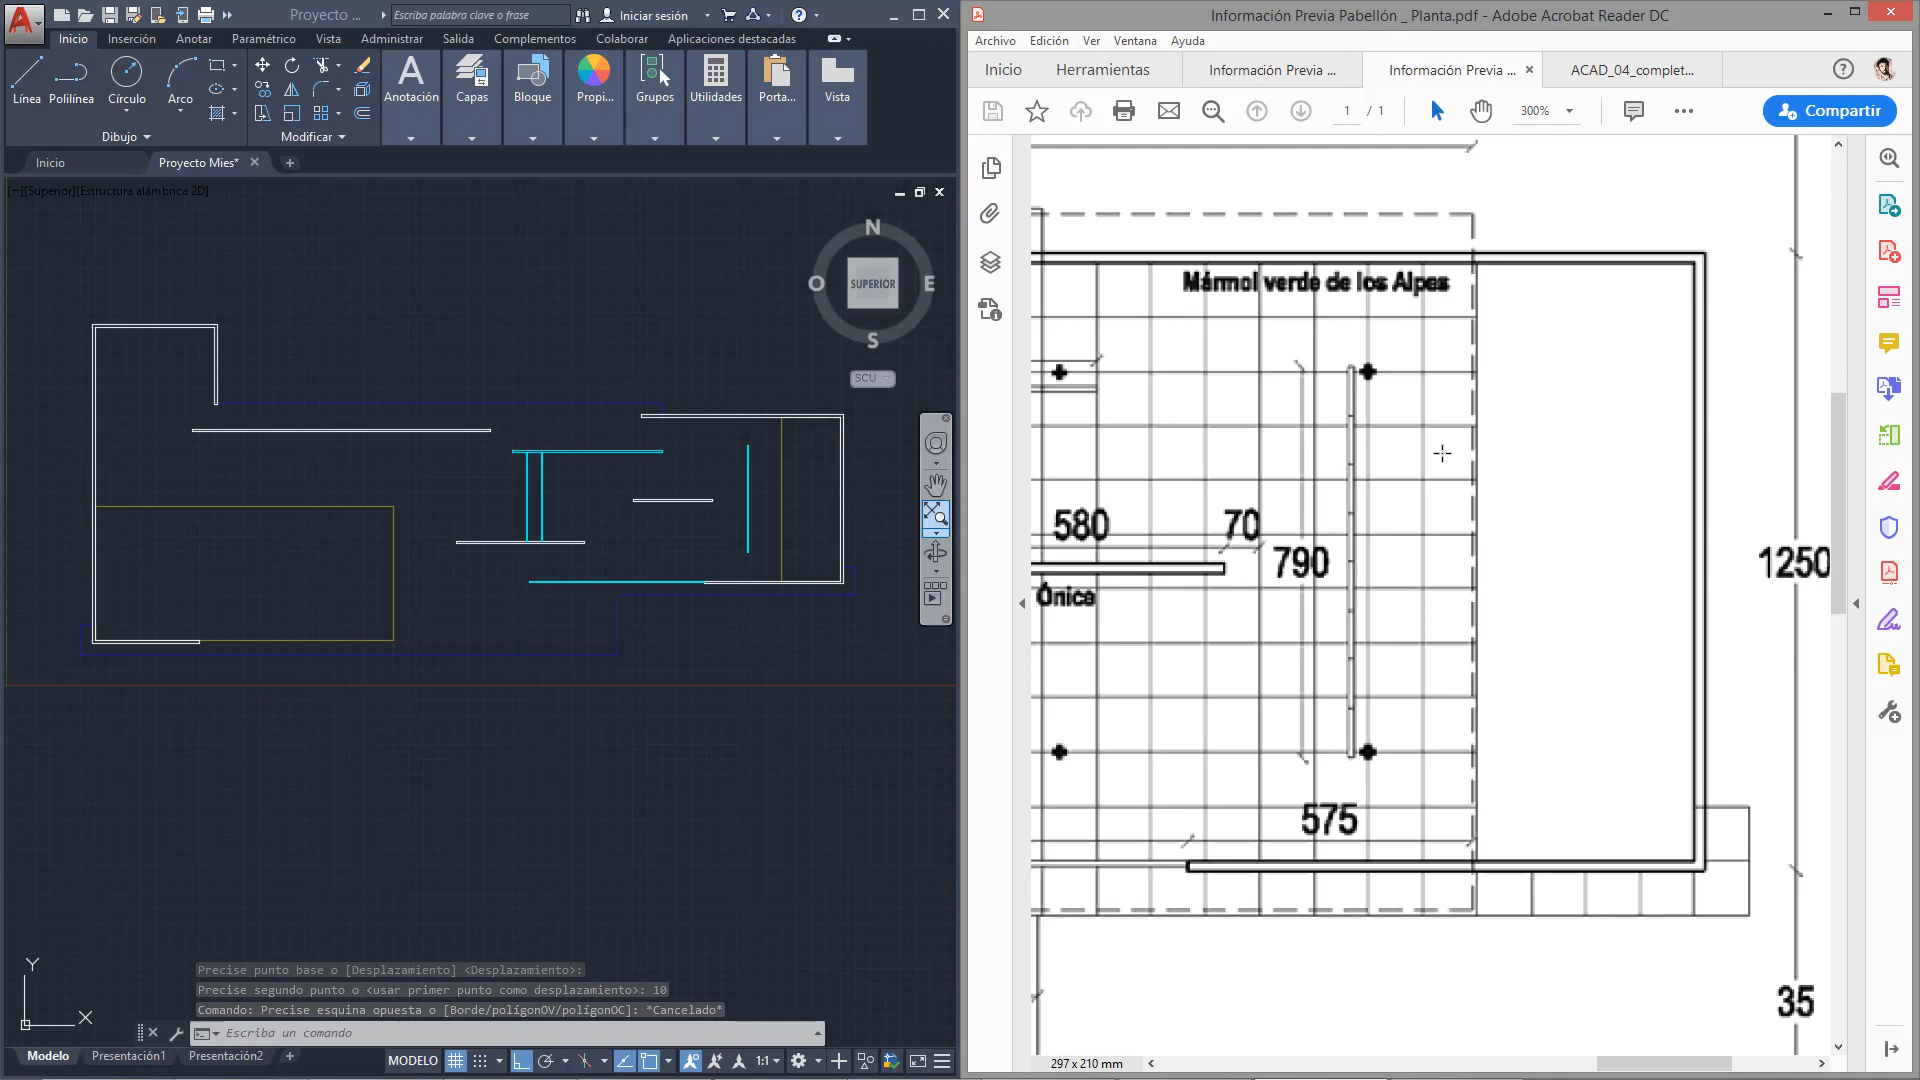 Proyecto ...
Escriba palabra clave o frase
Iniciar sesión
Inicio
Inserción
Anotar
Paramétrico
Vista
Administrar
Salida
Complementos
Colaborar
Aplicaciones destacadas
Línea
Polilínea
Círculo
Arco
Anotación
Capas
Bloque
Propi...
Grupos
Utilidades
Porta...
Vista
Dibujo
Modificar
Inicio
Proyecto Mies*
[−][Superior][Estructura alámbrica 2D]
N
O
SUPERIOR
E
S
SCU
Y
X
Precise punto base o [Desplazamiento] <Desplazamiento>:
Precise segundo punto o <usar primer punto como desplazamiento>: 10
Comando: Precise esquina opuesta o [Borde/polígonOV/polígonOC]: *Cancelado*
Escriba un comando
Modelo
Presentación1
Presentación2
MODELO
1:1
Información Previa Pabellón _ Planta.pdf - Adobe Acrobat Reader DC
Archivo
Edición
Ver
Ventana
Ayuda
Inicio
Herramientas
Información Previa ...
Información Previa ...
ACAD_04_complet...
1
/ 1
300%
Compartir
Mármol verde de los Alpes
580
70
790
1250
Ónice
575
35
297 x 210 mm